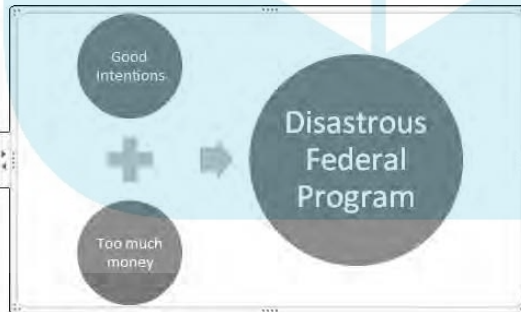 Good
Intentions
Too much
money
Disastrous
Federal
Program